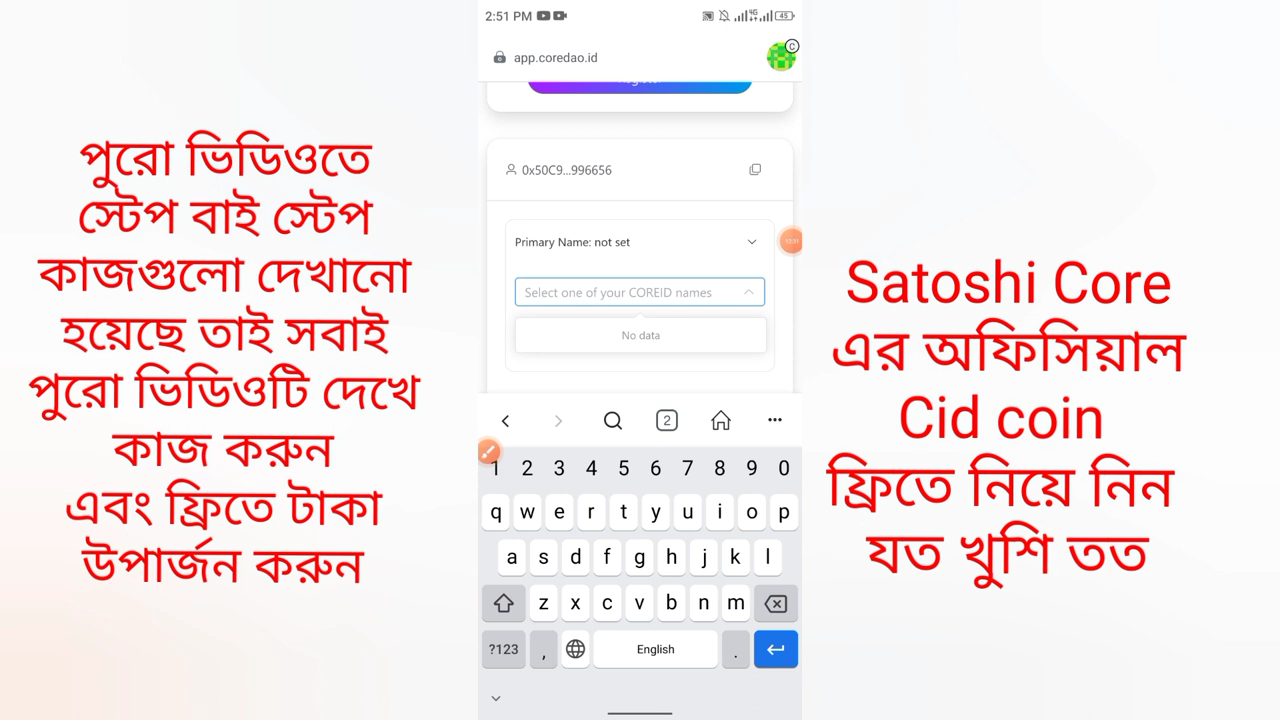 পুরো ভিডিওতে
স্টেপ বাই স্টেপ
কাজগুলো দেখানো
হয়েছে তাই সবাই
পুরো ভিডিওটি দেখে
কাজ করুন
এবং ফ্রিতে টাকা
উপার্জন করুন
2:51 PM
4G
45
app.coredao.id
C
0x50C9...996656
Primary Name: not set
Select one of your COREID names
No data
2
1 2 3 4 5 6 7 8 9 0
q w e r t y u i o p
a s d f g h j k l
z x c v b n m
?123 , English .
Satoshi Core
এর অফিসিয়াল
Cid coin
ফ্রিতে নিয়ে নিন
যত খুশি তত